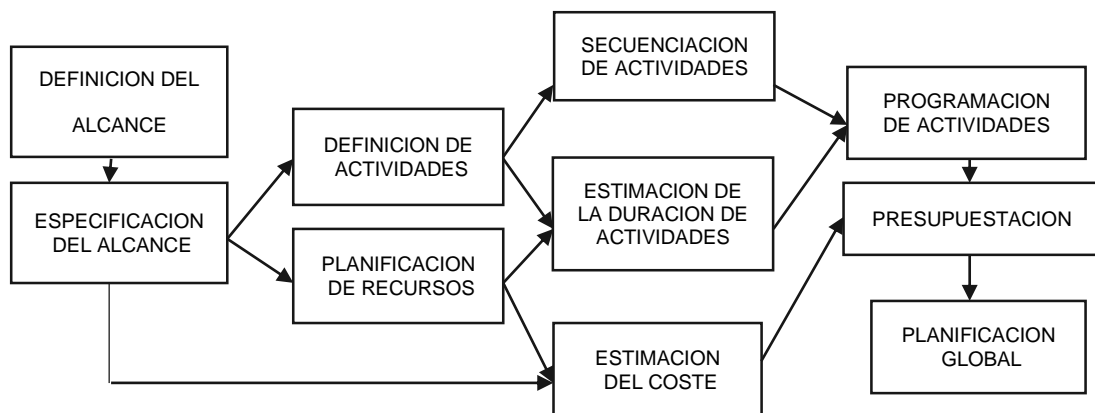 DEFINICION DEL
ALCANCE
ESPECIFICACION
DEL ALCANCE
DEFINICION DE
ACTIVIDADES
PLANIFICACION
DE RECURSOS
SECUENCIACION
DE ACTIVIDADES
ESTIMACION DE
LA DURACION DE
ACTIVIDADES
ESTIMACION
DEL COSTE
PROGRAMACION
DE ACTIVIDADES
PRESUPUESTACION
PLANIFICACION
GLOBAL